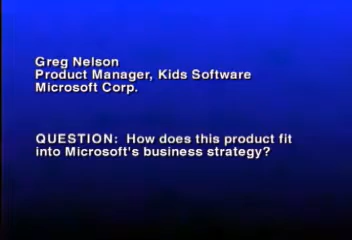 Greg Nelson
Product Manager, Kids Software
Microsoft Corp.
QUESTION: How does this product fit
into Microsoft's business strategy?